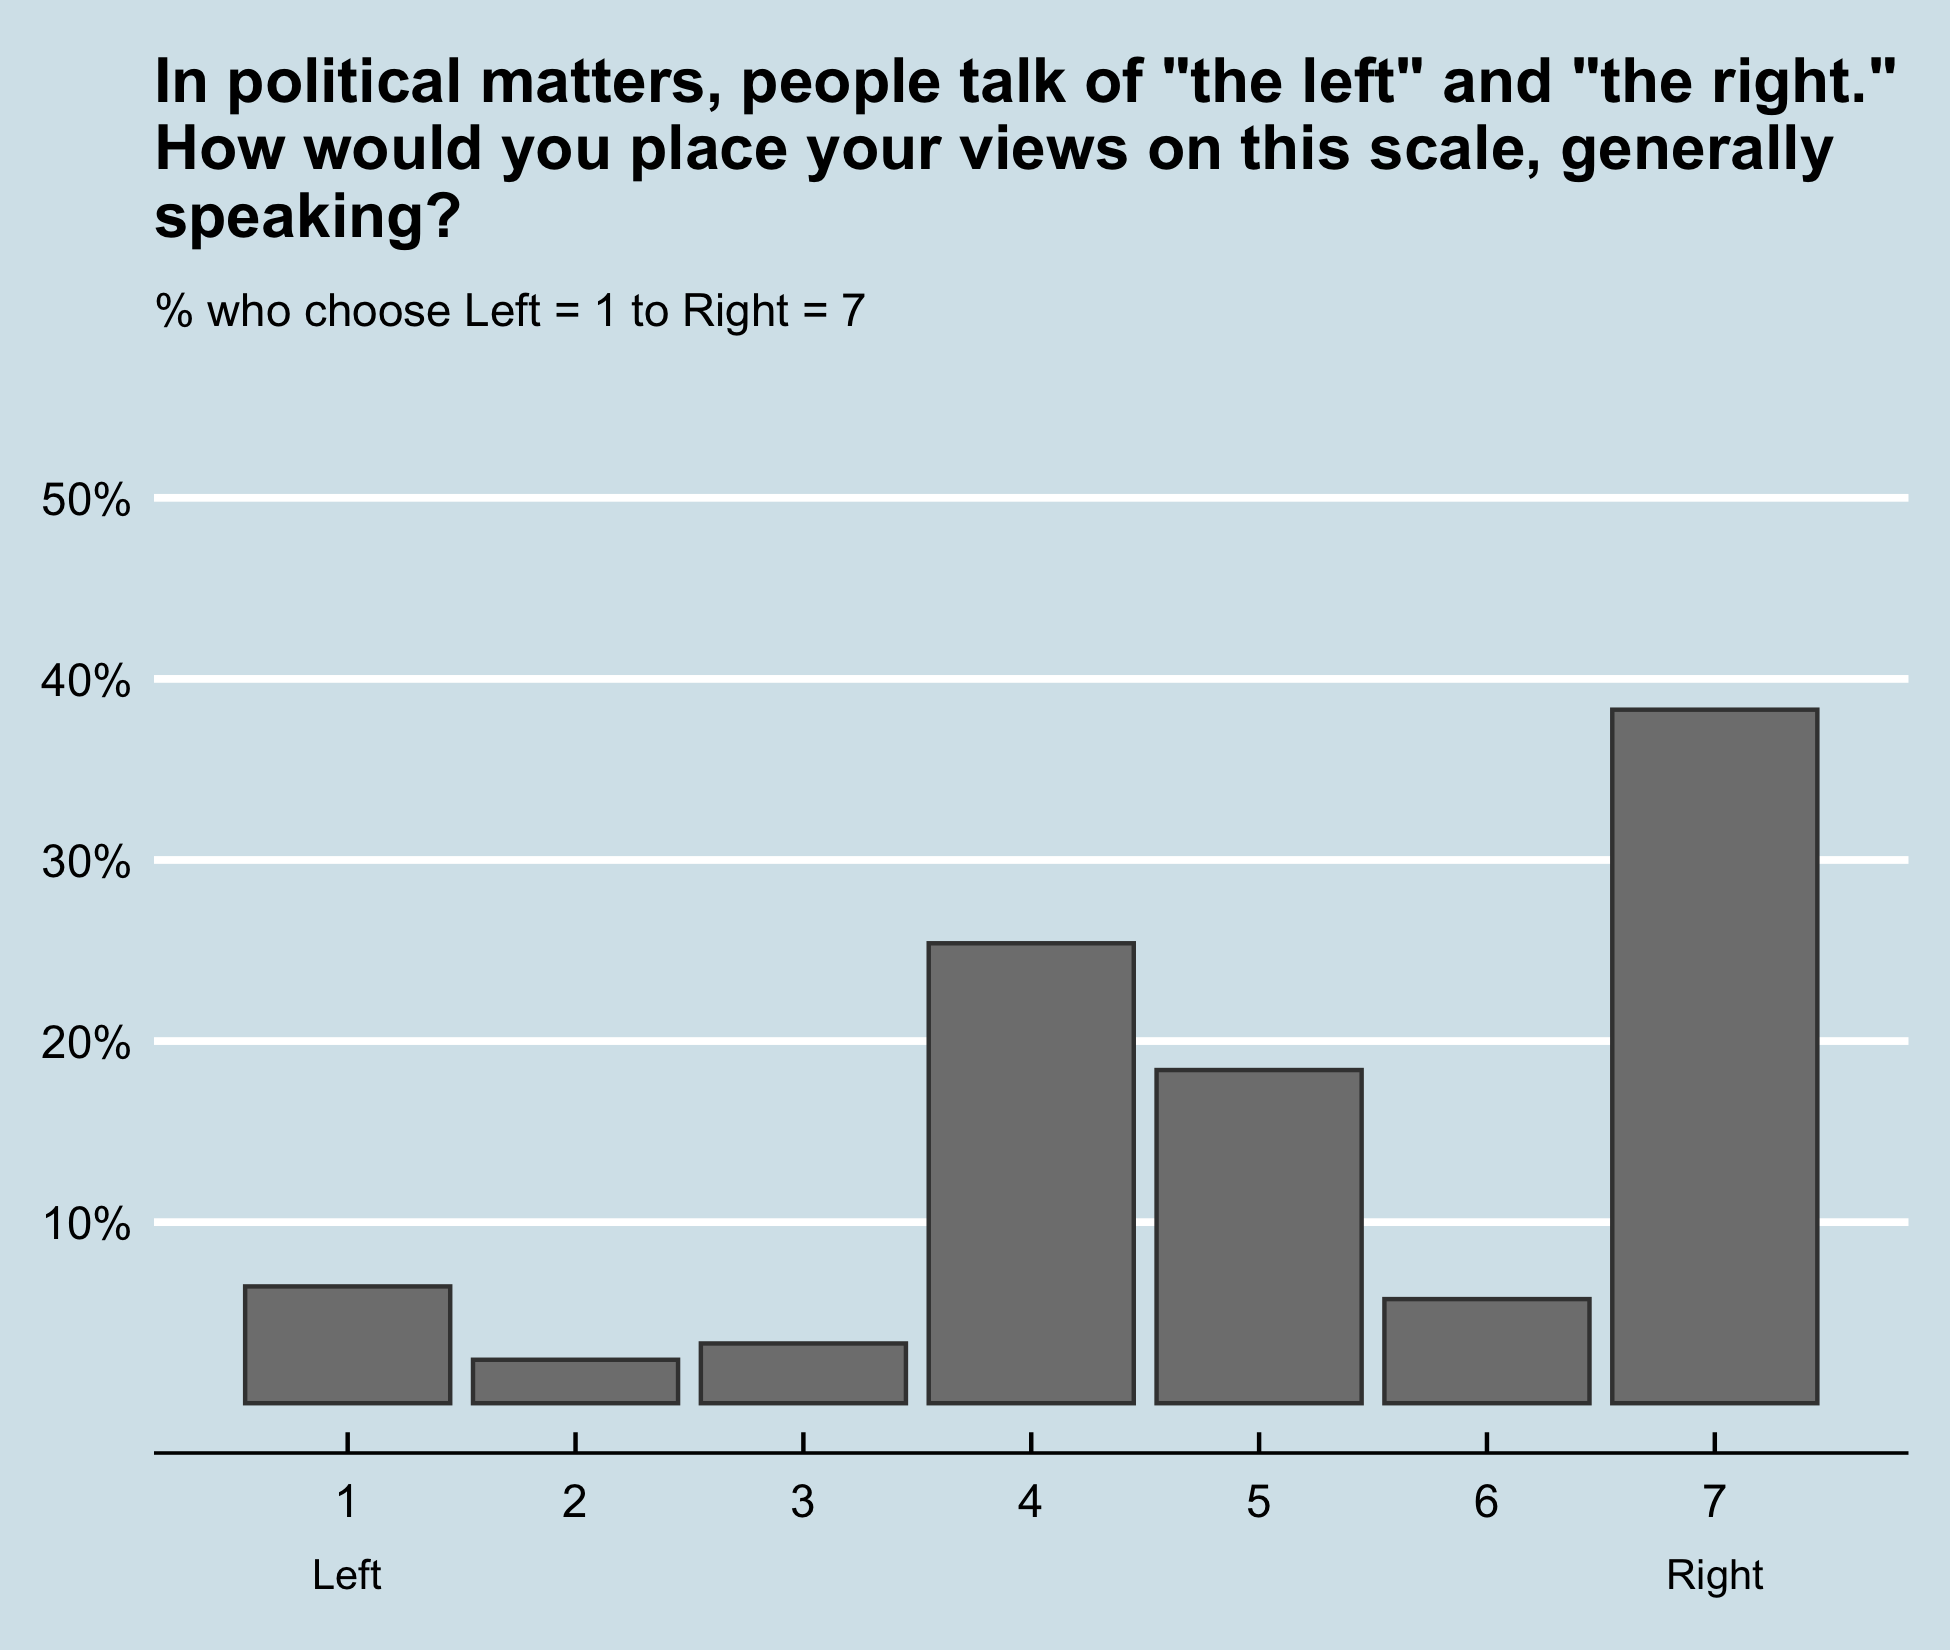 In political matters, people talk of "the left" and "the right."
How would you place your views on this scale, generally
speaking?
% who choose Left = 1 to Right = 7
50%
40%
30%
20%
10%
1 2 3 4 5 6 7
Left Right